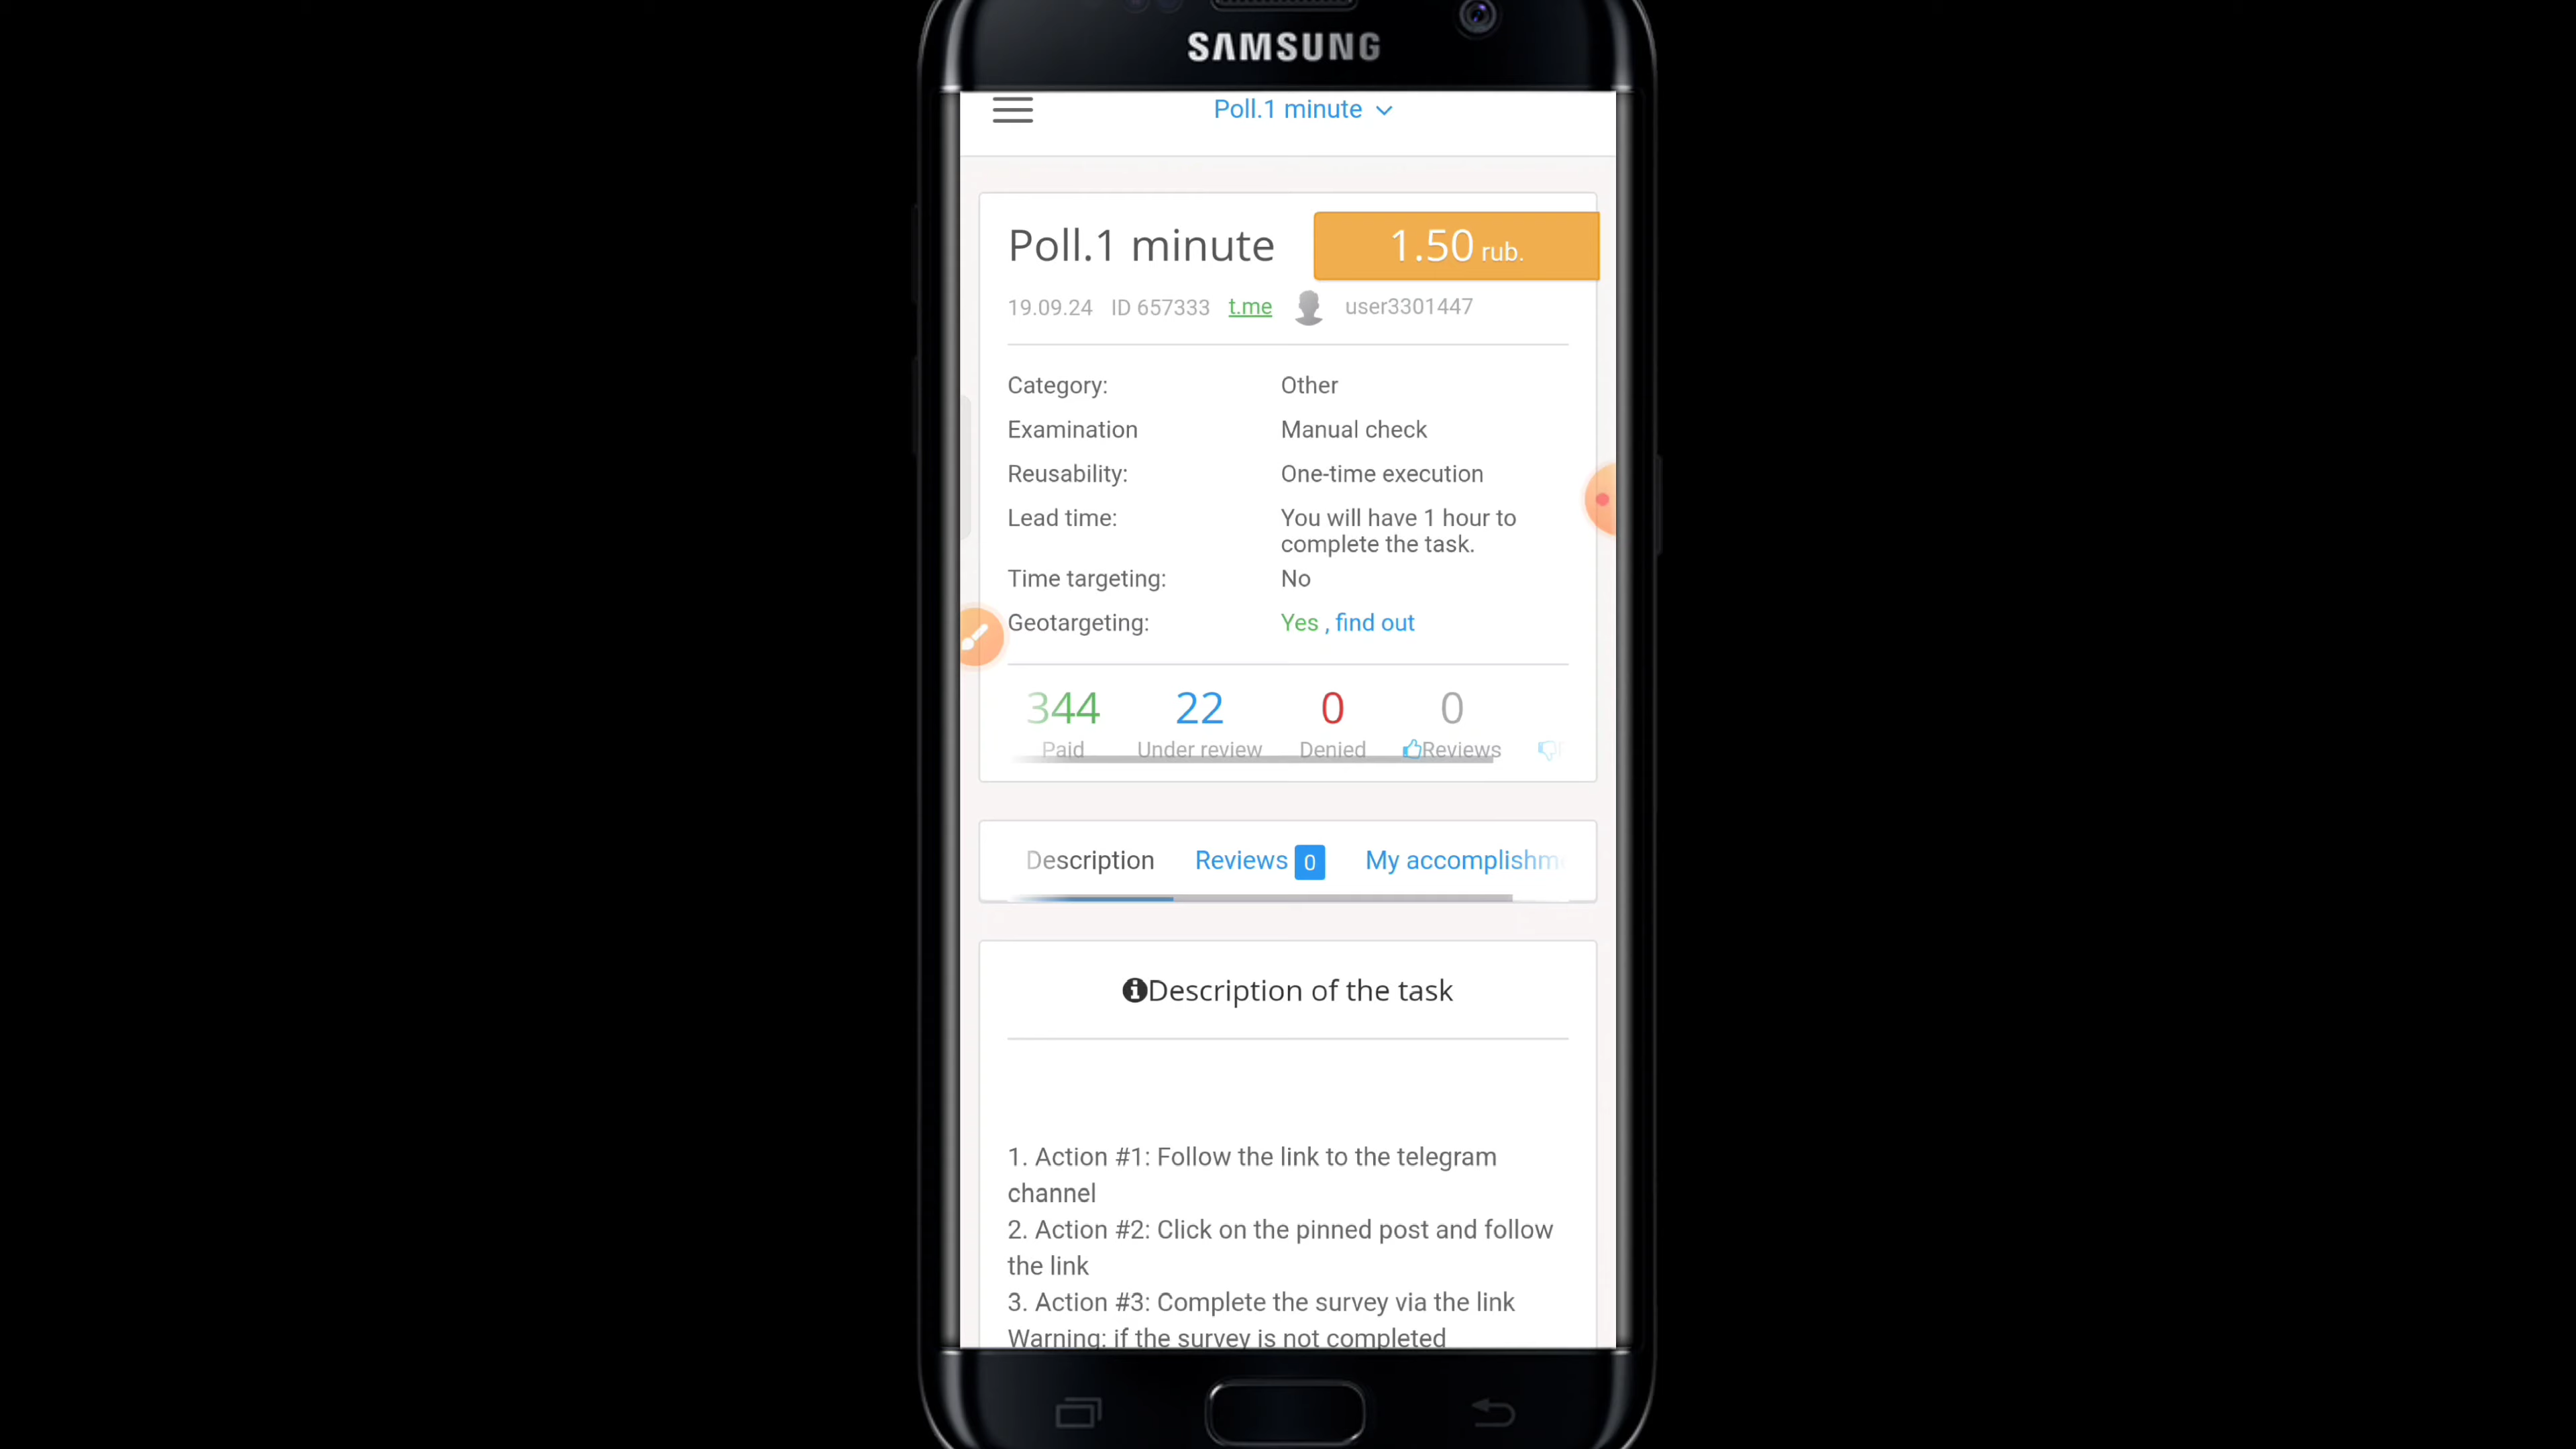 SAMSUNG
Poll.1 minute
Poll.1 minute
1.50 rub.
19.09.24 ID 657333 t.me user3301447
Category: Other
Examination Manual check
Reusability: One-time execution
Lead time: You will have 1 hour to
complete the task.
Time targeting: No
Geotargeting: Yes , find out
344 22 0 0
Paid Under review Denied Reviews
Description Reviews 0 My accomplishm
Description of the task
1. Action #1: Follow the link to the telegram
channel
2. Action #2: Click on the pinned post and follow
the link
3. Action #3: Complete the survey via the link
Warning: if the survey is not completed